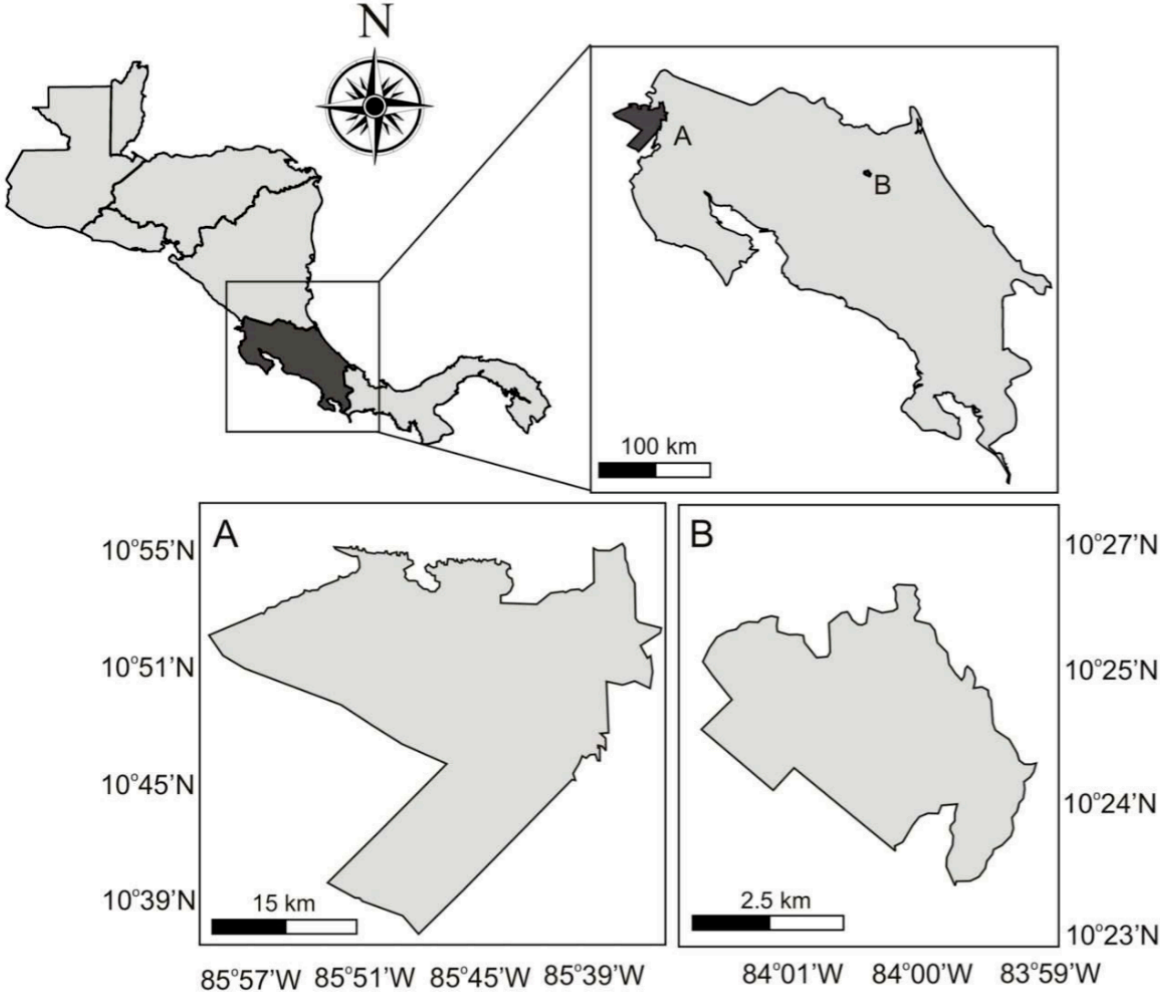 N
A
B
100 km
A
B
10°55’N
10°51’N
10°45’N
10°39’N
10°27’N
10°25’N
10°24’N
10°23’N
15 km
2.5 km
85°57’W 85°51’W 85°45’W 85°39’W
84°01’W 84°00’W 83°59’W